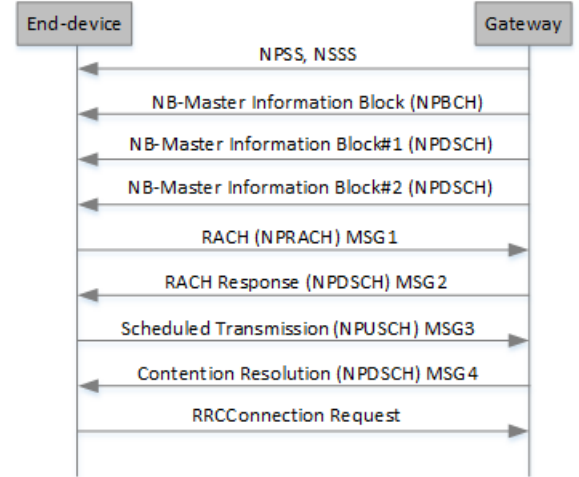 End-device
Gateway
NPSS, NSSS
NB-Master Information Block (NPBCH)
NB-Master Information Block#1 (NPDSCH)
NB-Master Information Block#2 (NPDSCH)
RACH (NPRACH) MSG1
RACH Response (NPDSCH) MSG2
Scheduled Transmission (NPUSCH) MSG3
Contention Resolution (NPDSCH) MSG4
RRCConnection Request